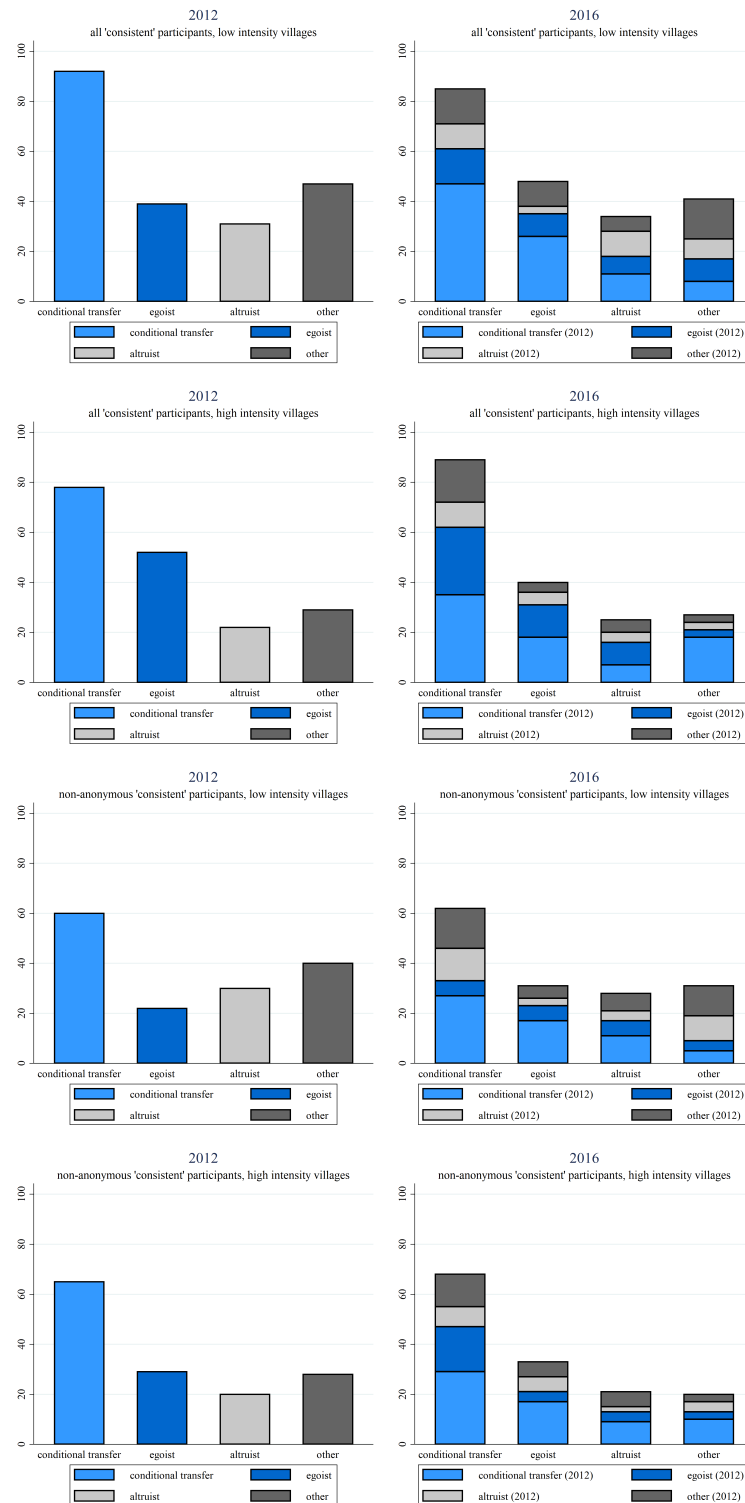 2012
all 'consistent' participants, low intensity villages
0 20 40 60 80 100
conditional transfer egoist altruist other
conditional transfer egoist
altruist other
2016
all 'consistent' participants, low intensity villages
0 20 40 60 80 100
conditional transfer egoist altruist other
conditional transfer (2012) egoist (2012)
altruist (2012) other (2012)
2012
all 'consistent' participants, high intensity villages
0 20 40 60 80 100
conditional transfer egoist altruist other
conditional transfer egoist
altruist other
2016
all 'consistent' participants, high intensity villages
0 20 40 60 80 100
conditional transfer egoist altruist other
conditional transfer (2012) egoist (2012)
altruist (2012) other (2012)
2012
non-anonymous 'consistent' participants, low intensity villages
0 20 40 60 80 100
conditional transfer egoist altruist other
conditional transfer egoist
altruist other
2016
non-anonymous 'consistent' participants, low intensity villages
0 20 40 60 80 100
conditional transfer egoist altruist other
conditional transfer (2012) egoist (2012)
altruist (2012) other (2012)
2012
non-anonymous 'consistent' participants, high intensity villages
0 20 40 60 80 100
conditional transfer egoist altruist other
conditional transfer egoist
altruist other
2016
non-anonymous 'consistent' participants, high intensity villages
0 20 40 60 80 100
conditional transfer egoist altruist other
conditional transfer (2012) egoist (2012)
altruist (2012) other (2012)